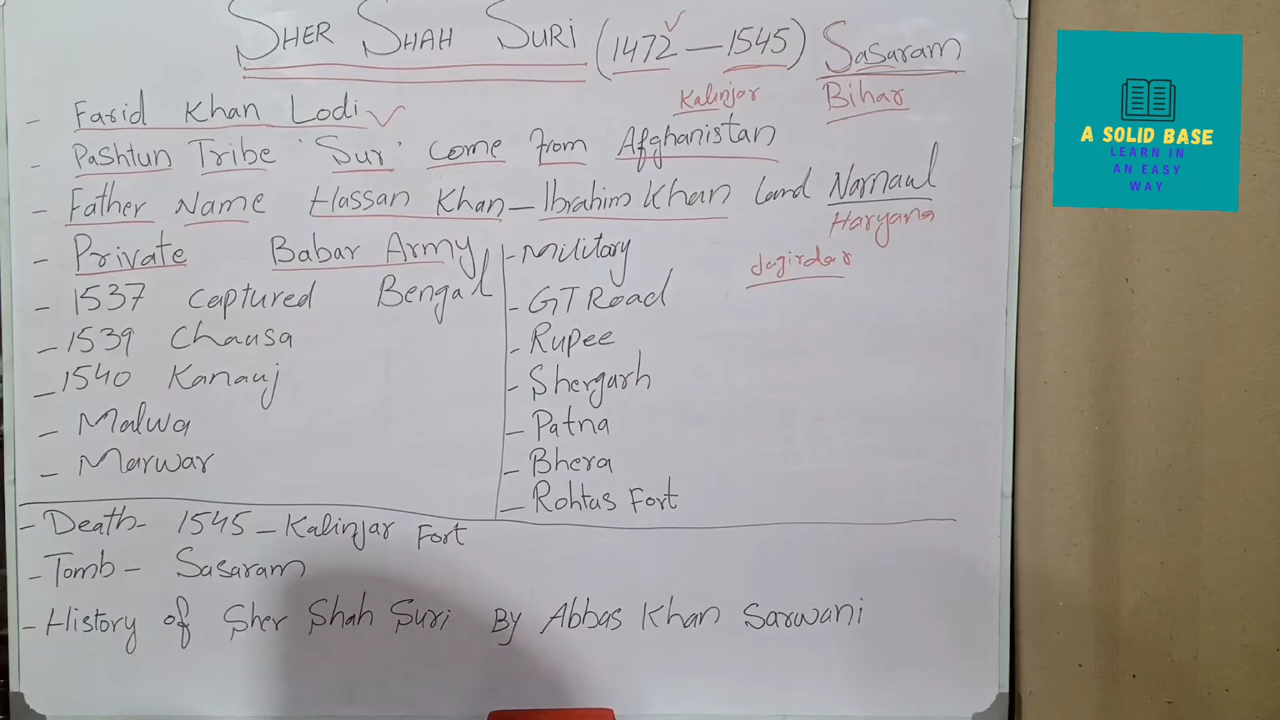 SHER SHAH SURI (1472 – 1545) Sasaram
Kalinjar Bihar
- Farid Khan Lodi
- Pashtun Tribe 'Sur' come from Afghanistan
- Father Name Hassan Khan – Ibrahim Khan Land Narnaul
Haryana
- Private Babar Army
- 1537 Captured Bengal
- 1539 Chausa
- 1540 Kanauj
- Malwa
- Marwar
- Military
Jagirdar
- GT Road
- Rupee
- Shergarh
- Patna
- Bhera
- Rohtas Fort
- Death - 1545 – Kalinjar Fort
- Tomb - Sasaram
- History of Sher Shah Suri By Abbas Khan Sarwani
A SOLID BASE
LEARN IN
AN EASY
WAY